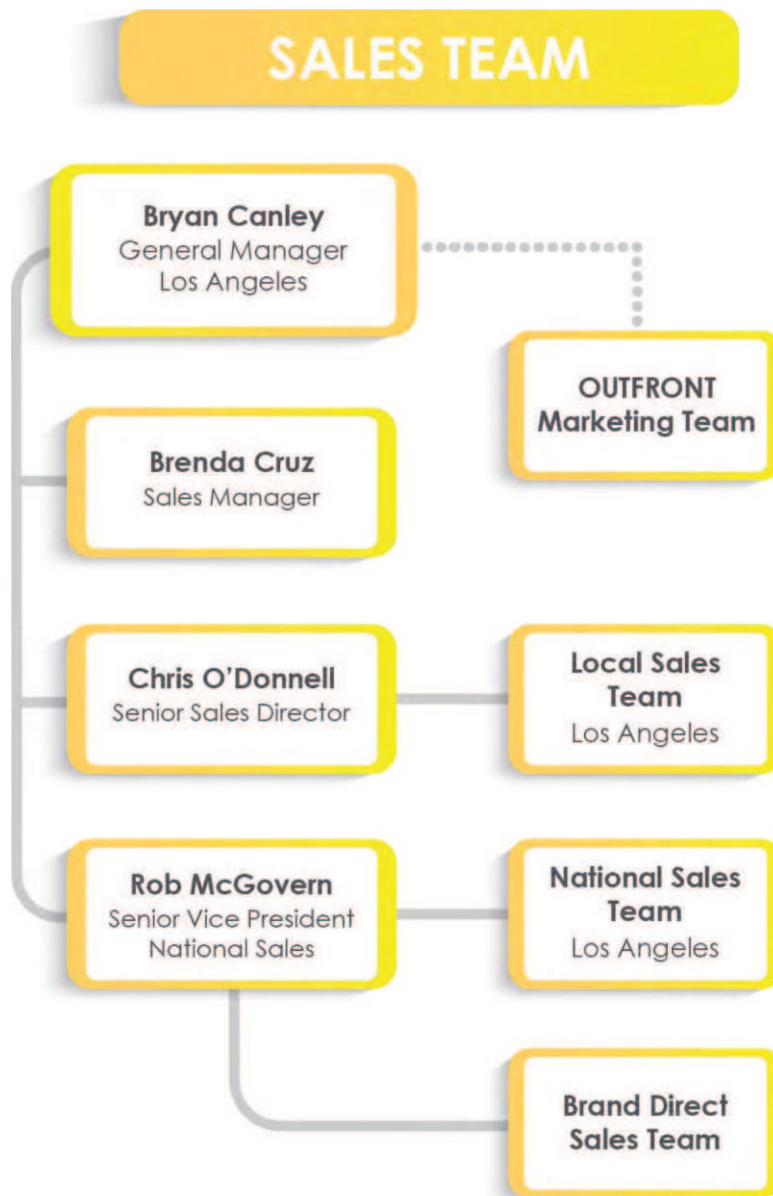 SALES TEAM
Bryan Canley
General Manager
Los Angeles
OUTFRONT
Marketing Team
Brenda Cruz
Sales Manager
Chris O’Donnell
Senior Sales Director
Local Sales
Team
Los Angeles
Rob McGovern
Senior Vice President
National Sales
National Sales
Team
Los Angeles
Brand Direct
Sales Team